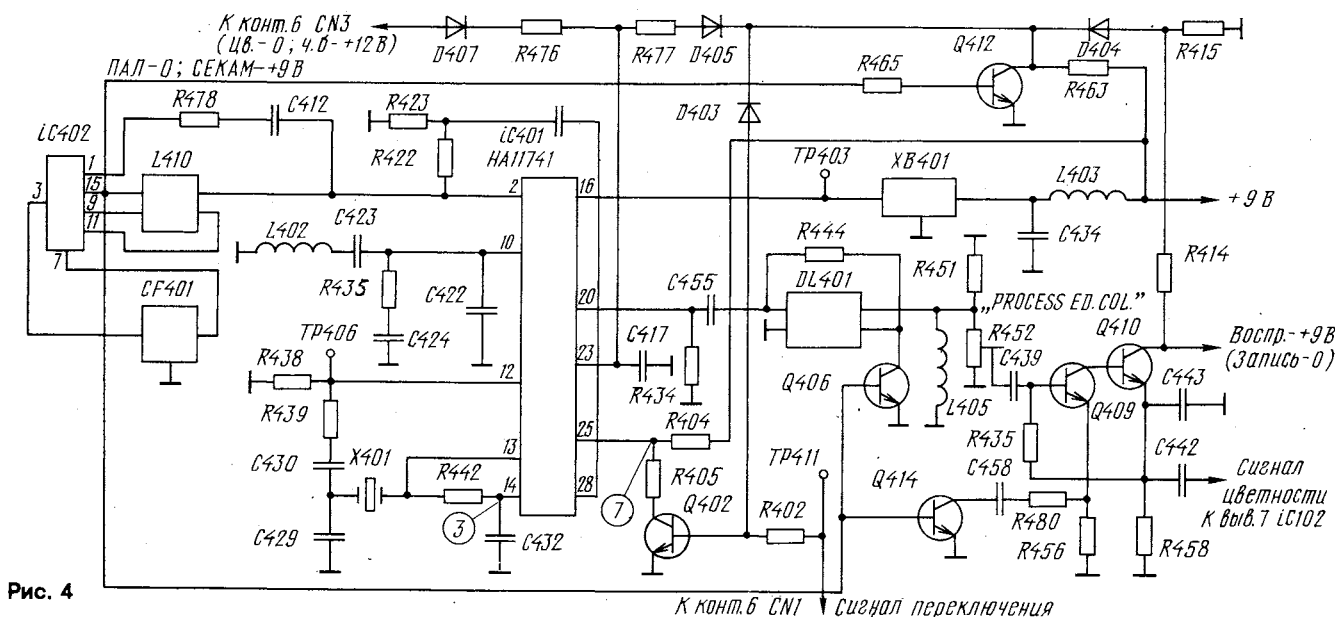 К конт. 6 CN3
(Цв.-0; ч.б-+12 В)
D407
R476
R477
D405
Q412
D404
R415
ПАЛ-0; СЕКАМ-+9 В
R465
R463
R478
C412
R423
iC401
HA11741
D403
iC402
L410
R422
TP403
XB401
L403
1
3
15
9
11
7
2
16
+9 В
L402
C423
10
R444
C434
R414
R435
C422
C455
DL401
R451
CF401
C424
20
„PROCESS ED. COL.”
TP406
R452
Q410
R438
C417
23
C439
Воспр.-+9 В
(Запись-0)
12
R434
Q406
L405
Q409
C443
R439
R404
25
R435
C442
C430
X401
13
TP411
Q414
C458
R442
R405
28
14
Q402
R402
Сигнал
цветности
К выв. 7 iC102
3
7
R480
C429
C432
R456
R458
Рис. 4
К конт. 6 CN1
Сигнал переключения